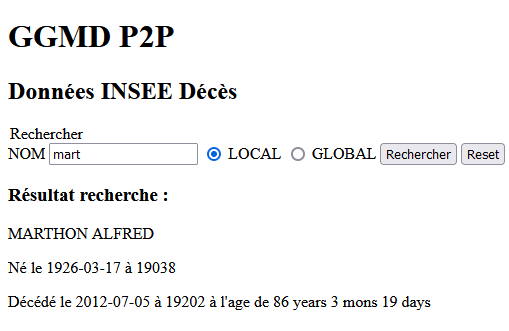 GGMD P2P
Données INSEE Décès
Rechercher
NOM mart LOCAL GLOBAL Rechercher Reset
Résultat recherche :
MARTHON ALFRED
Né le 1926-03-17 à 19038
Décédé le 2012-07-05 à 19202 à l'age de 86 years 3 mons 19 days